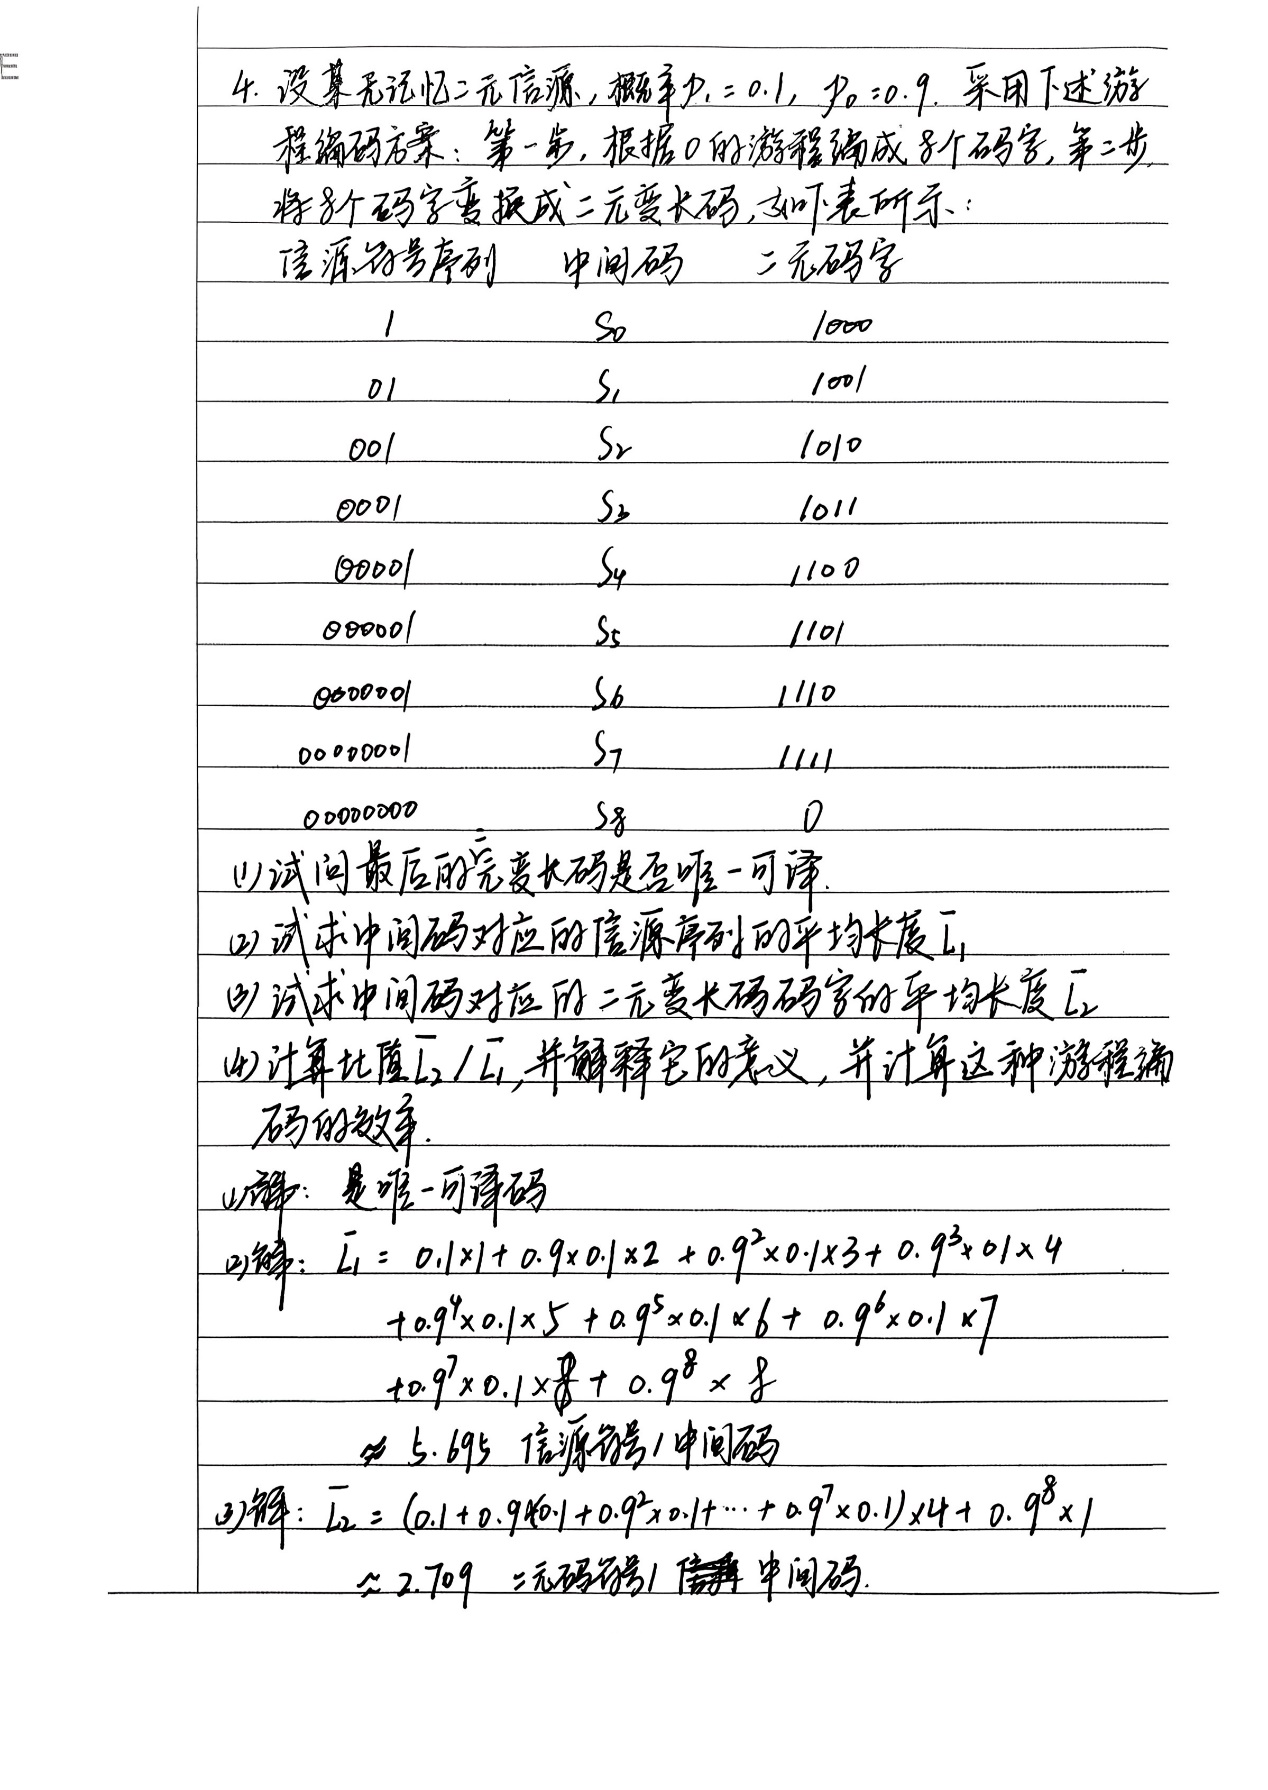 4. 设某无记忆二元信源,概率P₁=0.1, P₀=0.9. 采用下述游
程编码方案:第一步,根据0的游程编成8个码字,第二步,
将8个码字变换成二元变长码,如下表所示:
信源符号序列 中间码 二元码字
1 S₀ 1000
01 S₁ 1001
001 S₂ 1010
0001 S₃ 1011
00001 S₄ 1100
000001 S₅ 1101
0000001 S₆ 1110
00000001 S₇ 1111
00000000 S₈ 0
(1)试问最后的二元变长码是否唯一可译.
(2)试求中间码对应的信源序列的平均长度L̄₁
(3)试求中间码对应的二元变长码码字的平均长度L̄₂
(4)计算比值L̄₂/L̄₁,并解释它的意义,并计算这种游程编
码的效率.
(1)解: 是唯一可译码
(2)解: L̄₁ = 0.1×1+0.9×0.1×2+0.9²×0.1×3+0.9³×0.1×4
+0.9⁴×0.1×5+0.9⁵×0.1×6+0.9⁶×0.1×7
+0.9⁷×0.1×8+0.9⁸×8
≈ 5.695 信源符号/中间码
(3)解: L̄₂ = (0.1+0.9×0.1+0.9²×0.1+…+0.9⁷×0.1)×4+0.9⁸×1
≈ 2.709 二元码符号/ 中间码.